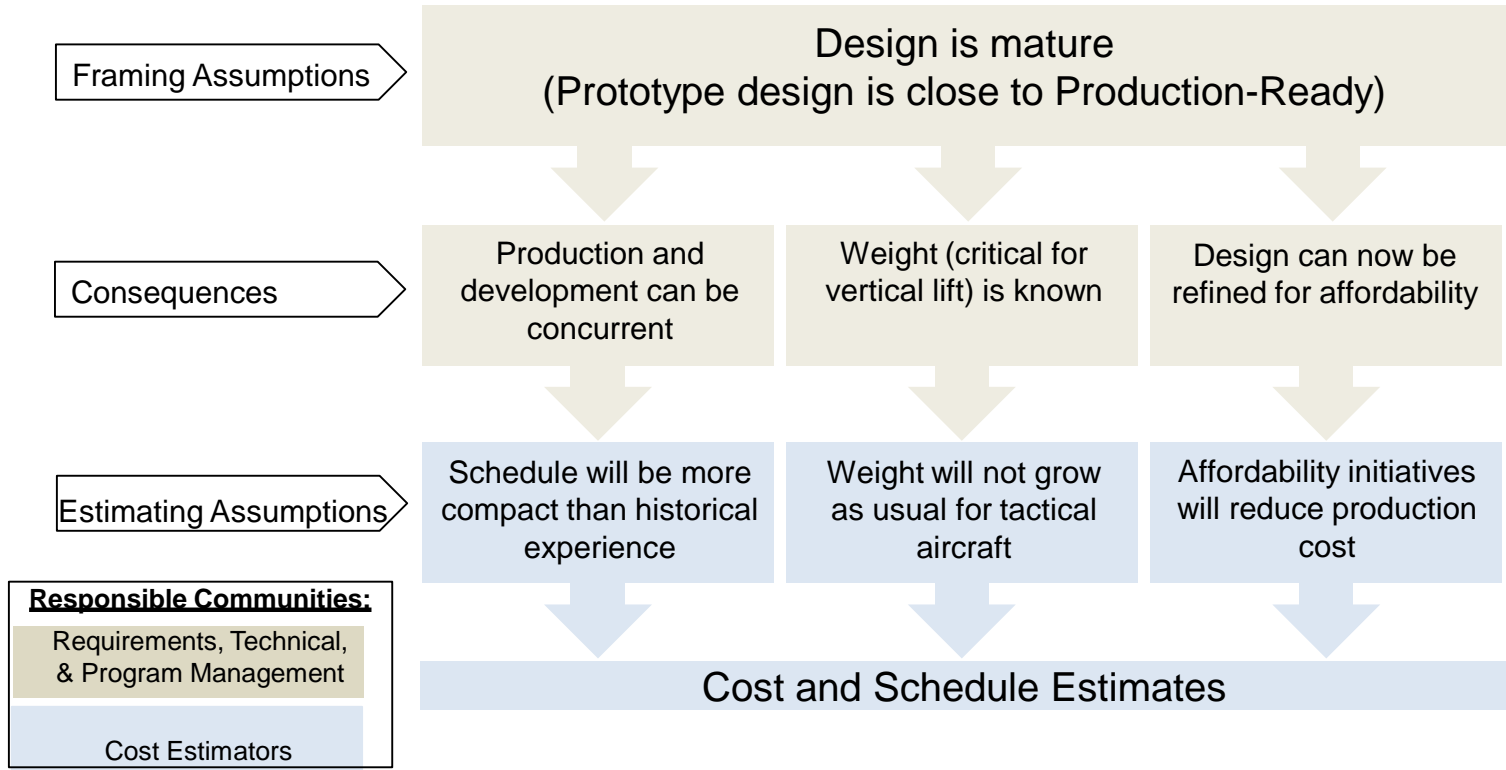 Framing Assumptions
Design is mature
(Prototype design is close to Production-Ready)
Consequences
Production and
development can be
concurrent
Weight (critical for
vertical lift) is known
Design can now be
refined for affordability
Estimating Assumptions
Schedule will be more
compact than historical
experience
Weight will not grow
as usual for tactical
aircraft
Affordability initiatives
will reduce production
cost
Responsible Communities:
Requirements, Technical,
& Program Management
Cost Estimators
Cost and Schedule Estimates